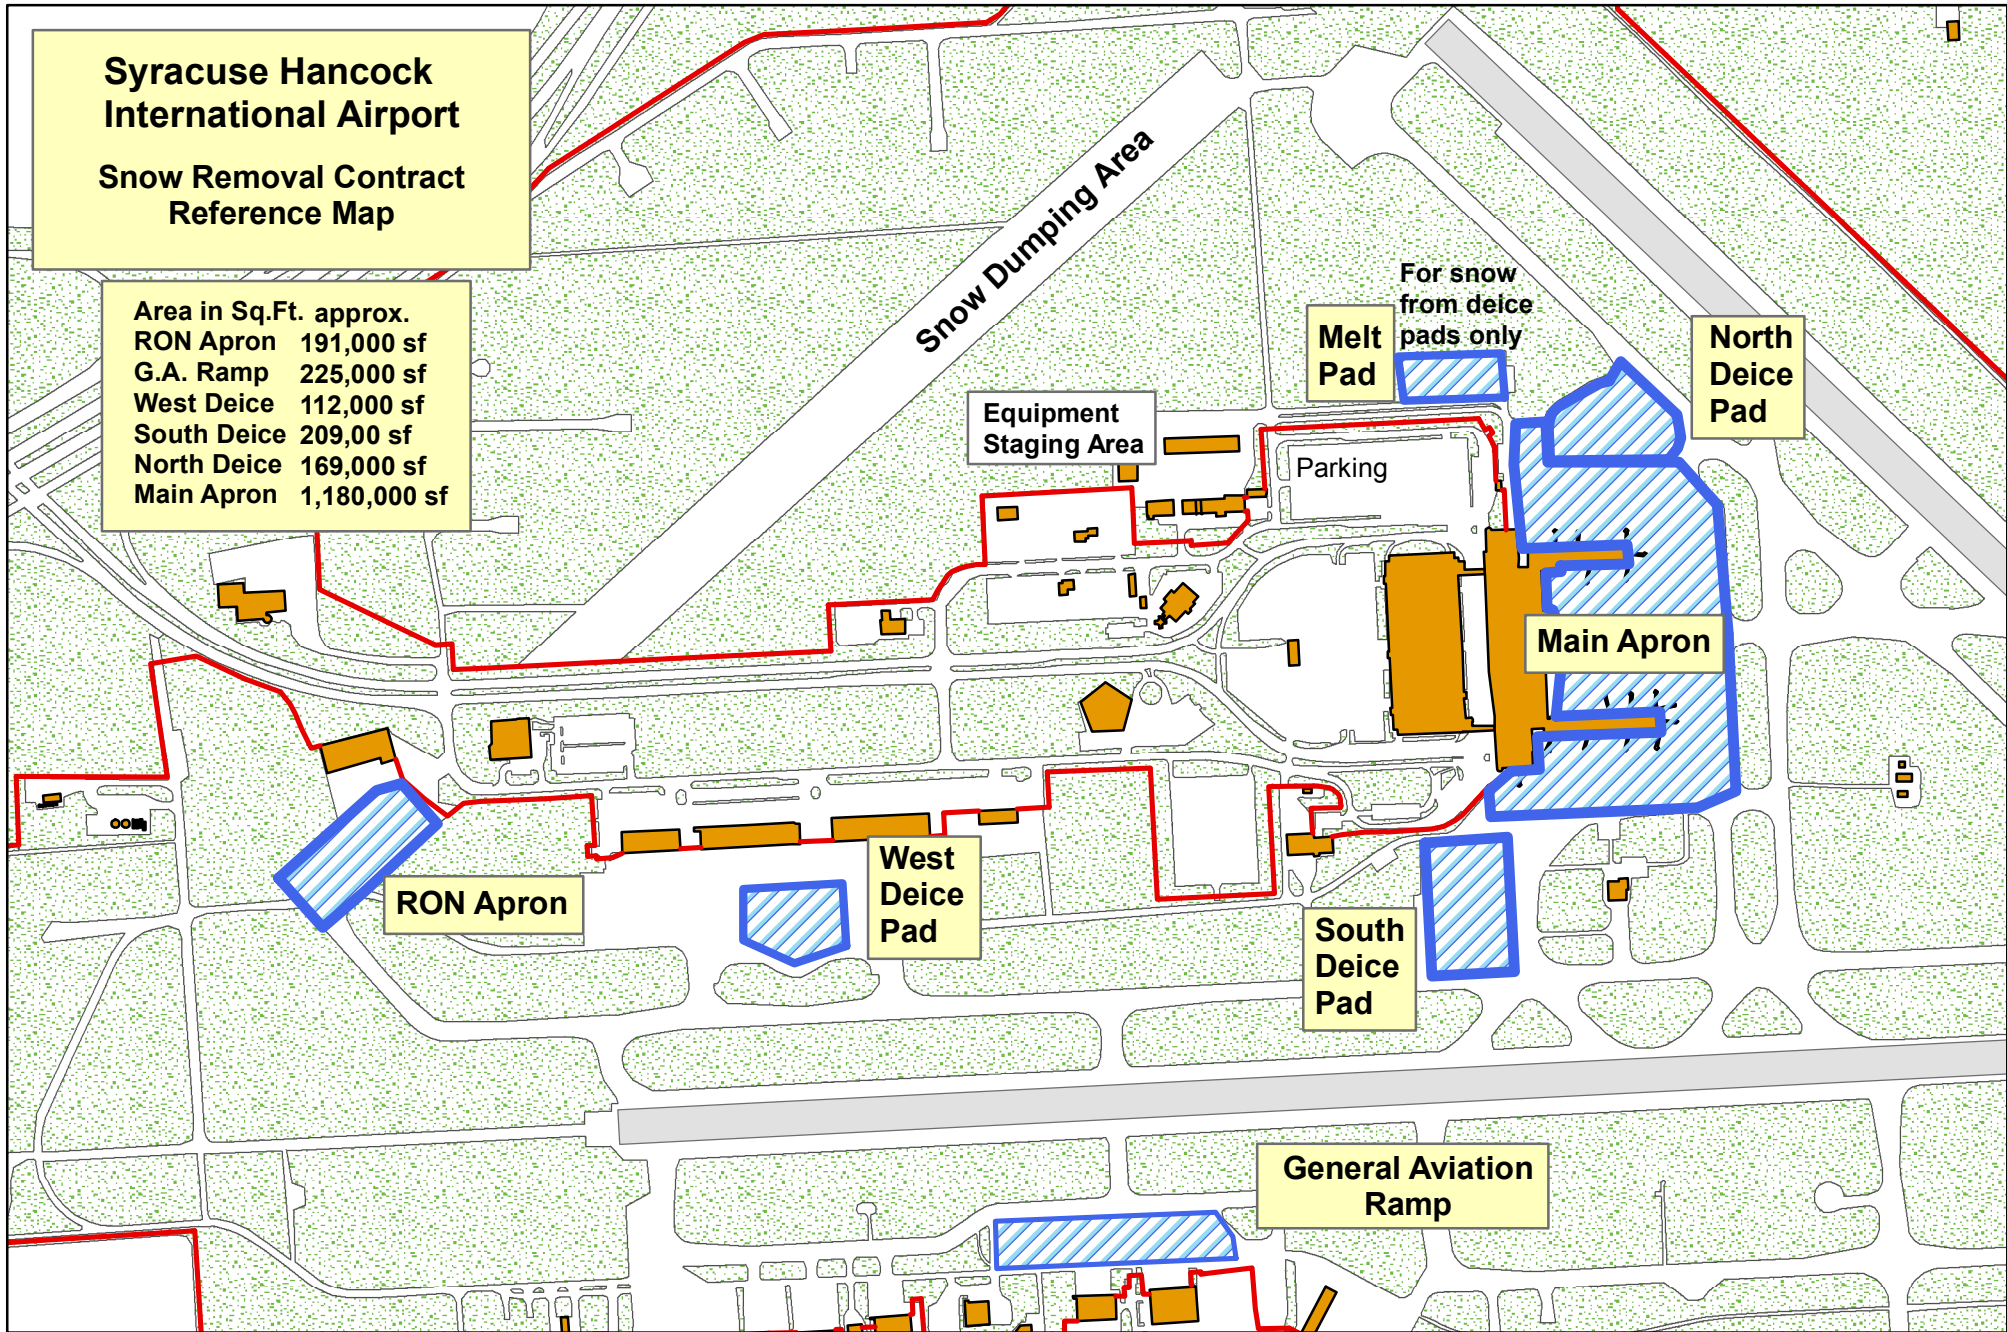 Syracuse Hancock
International Airport
Snow Removal Contract
Reference Map
Area in Sq.Ft. approx.
RON Apron 191,000 sf
G.A. Ramp 225,000 sf
West Deice 112,000 sf
South Deice 209,00 sf
North Deice 169,000 sf
Main Apron 1,180,000 sf
Snow Dumping Area
For snow
from deice
pads only
Melt
Pad
North
Deice
Pad
Equipment
Staging Area
Parking
Main Apron
West
Deice
Pad
RON Apron
South
Deice
Pad
General Aviation
Ramp